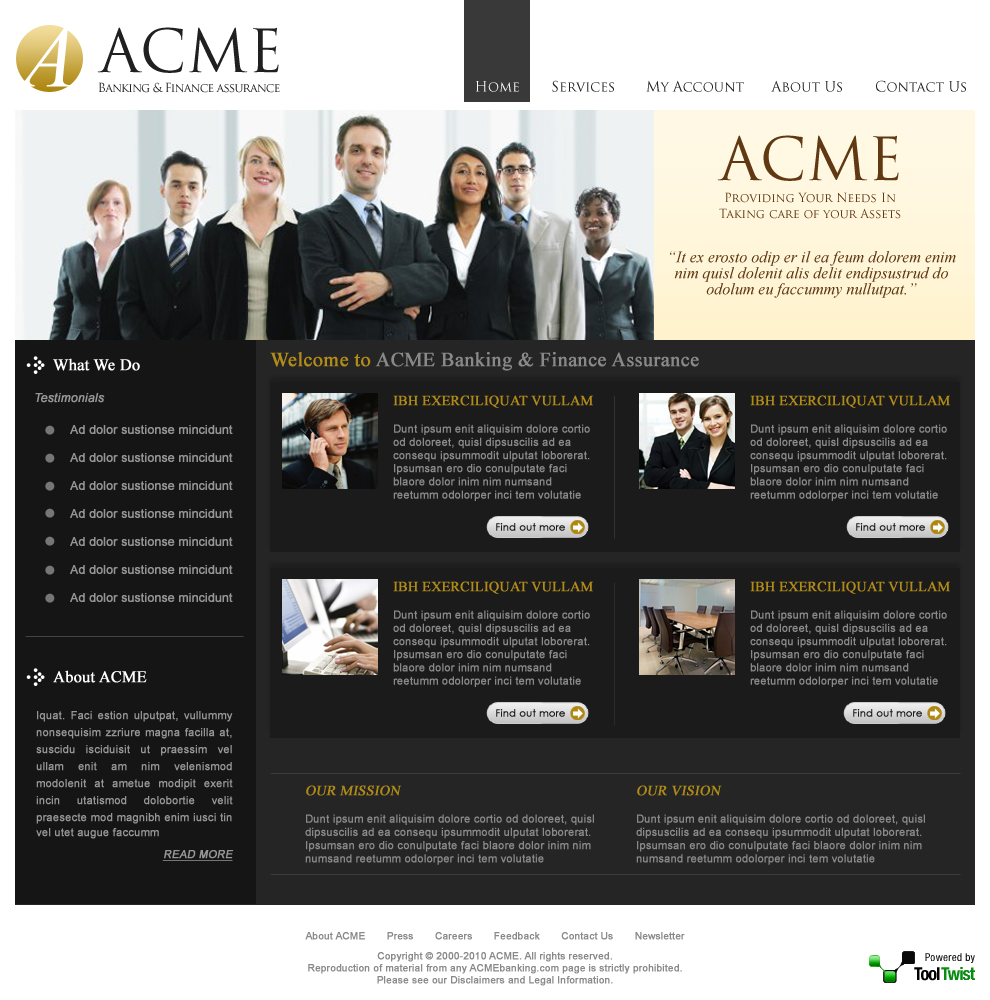 A ACME
BANKING & FINANCE ASSURANCE
HOME SERVICES MY ACCOUNT ABOUT US CONTACT US
ACME
PROVIDING YOUR NEEDS IN
TAKING CARE OF YOUR ASSETS
“It ex erosto odip er il ea feum dolorem enim
nim quisl dolenit alis delit endipsustrud do
odolum eu faccummy nullutpat.”
What We Do
Testimonials
Ad dolor sustionse mincidunt
Ad dolor sustionse mincidunt
Ad dolor sustionse mincidunt
Ad dolor sustionse mincidunt
Ad dolor sustionse mincidunt
Ad dolor sustionse mincidunt
Ad dolor sustionse mincidunt
About ACME
Iquat. Faci estion ulputpat, vullummy
nonsequisim zzriure magna facilla at,
suscidu isciduisit ut praessim vel
ullam enit am nim velenismod
modolenit at ametue modipit exerit
incin utatismod dolobortie velit
praesecte mod magnibh enim iusci tin
vel utet augue faccumm
READ MORE
Welcome to ACME Banking & Finance Assurance
IBH EXERCILIQUAT VULLAM
Dunt ipsum enit aliquisim dolore cortio
od doloreet, quisl dipsuscilis ad ea
consequ ipsummodit ulputat loborerat.
Ipsumsan ero dio conulputate faci
blaore dolor inim nim numsand
reetumm odolorper inci tem volutatie
Find out more
IBH EXERCILIQUAT VULLAM
Dunt ipsum enit aliquisim dolore cortio
od doloreet, quisl dipsuscilis ad ea
consequ ipsummodit ulputat loborerat.
Ipsumsan ero dio conulputate faci
blaore dolor inim nim numsand
reetumm odolorper inci tem volutatie
Find out more
IBH EXERCILIQUAT VULLAM
Dunt ipsum enit aliquisim dolore cortio
od doloreet, quisl dipsuscilis ad ea
consequ ipsummodit ulputat loborerat.
Ipsumsan ero dio conulputate faci
blaore dolor inim nim numsand
reetumm odolorper inci tem volutatie
Find out more
IBH EXERCILIQUAT VULLAM
Dunt ipsum enit aliquisim dolore cortio
od doloreet, quisl dipsuscilis ad ea
consequ ipsummodit ulputat loborerat.
Ipsumsan ero dio conulputate faci
blaore dolor inim nim numsand
reetumm odolorper inci tem volutatie
Find out more
OUR MISSION
Dunt ipsum enit aliquisim dolore cortio od doloreet, quisl
dipsuscilis ad ea consequ ipsummodit ulputat loborerat.
Ipsumsan ero dio conulputate faci blaore dolor inim nim
numsand reetumm odolorper inci tem volutatie
OUR VISION
Dunt ipsum enit aliquisim dolore cortio od doloreet, quisl
dipsuscilis ad ea consequ ipsummodit ulputat loborerat.
Ipsumsan ero dio conulputate faci blaore dolor inim nim
numsand reetumm odolorper inci tem volutatie
About ACME Press Careers Feedback Contact Us Newsletter
Copyright © 2000-2010 ACME. All rights reserved.
Reproduction of material from any ACMEbanking.com page is strictly prohibited.
Please see our Disclaimers and Legal Information.
Powered by
ToolTwist